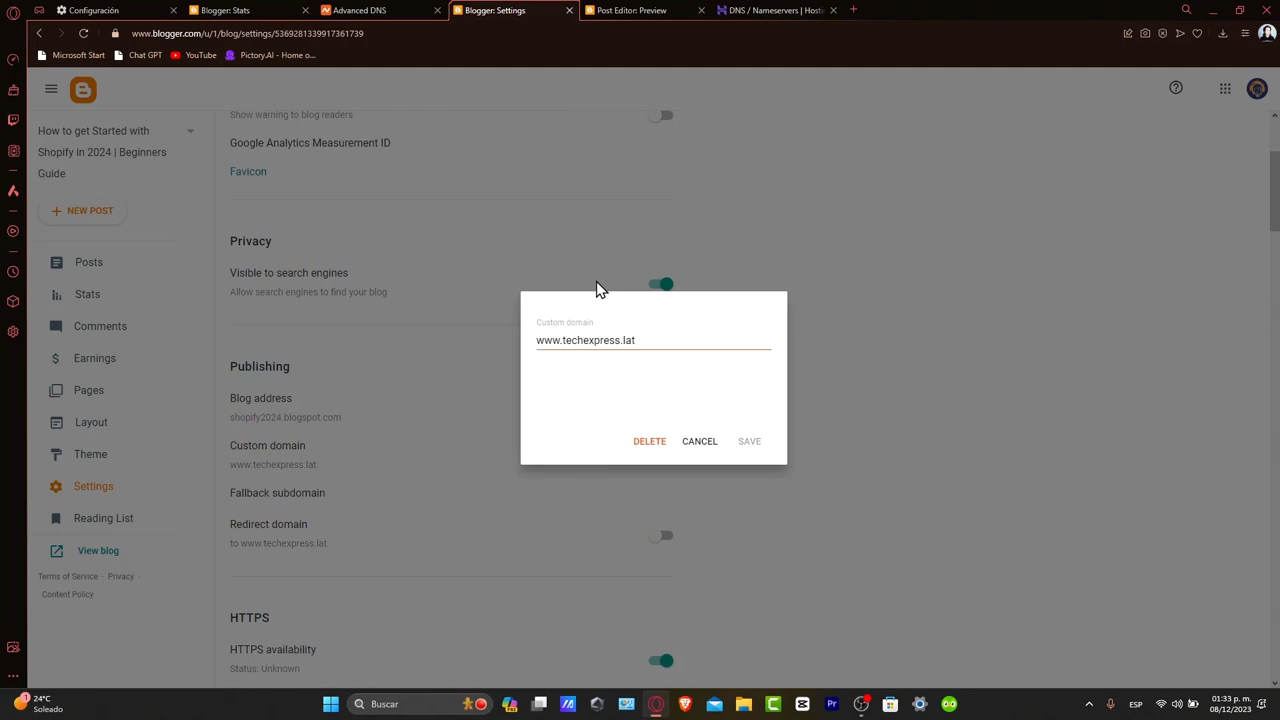 Configuración
Blogger: Stats
Advanced DNS
Blogger: Settings
Post Editor: Preview
DNS / Nameservers | Hosti
www.blogger.com/u/1/blog/settings/5369281339917361739
Microsoft Start
Chat GPT
YouTube
Pictory.AI - Home o...
How to get Started with
Shopify in 2024 | Beginners
Guide
NEW POST
Posts
Stats
Comments
Earnings
Pages
Layout
Theme
Settings
Reading List
View blog
Terms of Service · Privacy ·
Content Policy
Show warning to blog readers
Google Analytics Measurement ID
Favicon
Privacy
Visible to search engines
Allow search engines to find your blog
Publishing
Blog address
shopify2024.blogspot.com
Custom domain
www.techexpress.lat
Fallback subdomain
Redirect domain
to www.techexpress.lat
HTTPS
HTTPS availability
Status: Unknown
Custom domain
www.techexpress.lat
DELETE
CANCEL
SAVE
1
24°C
Soleado
Buscar
PRE
Pr
ESP
01:33 p. m.
08/12/2023